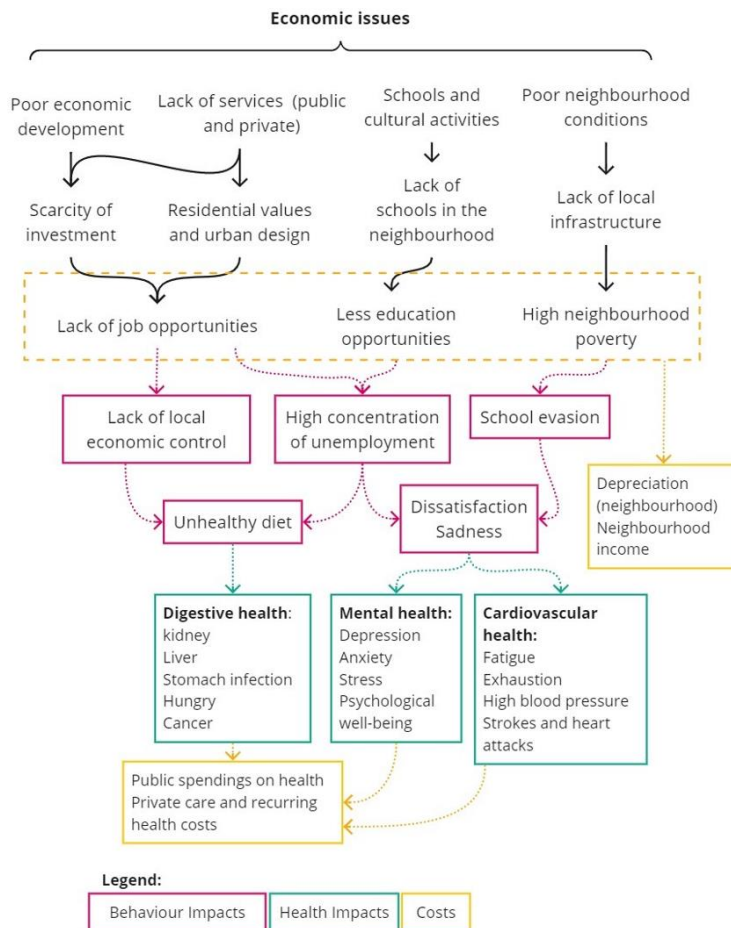 Economic issues
Poor economic
development
Lack of services (public
and private)
Schools and
cultural activities
Poor neighbourhood
conditions
Scarcity of
investment
Residential values
and urban design
Lack of
schools in the
neighbourhood
Lack of local
infrastructure
Lack of job opportunities
Less education
opportunities
High neighbourhood
poverty
Lack of local
economic control
High concentration
of unemployment
School evasion
Depreciation
(neighbourhood)
Neighbourhood
income
Unhealthy diet
Dissatisfaction
Sadness
Digestive health:
kidney
Liver
Stomach infection
Hungry
Cancer
Mental health:
Depression
Anxiety
Stress
Psychological
well-being
Cardiovascular
health:
Fatigue
Exhaustion
High blood pressure
Strokes and heart
attacks
Public spendings on health
Private care and recurring
health costs
Legend:
Behaviour Impacts
Health Impacts
Costs